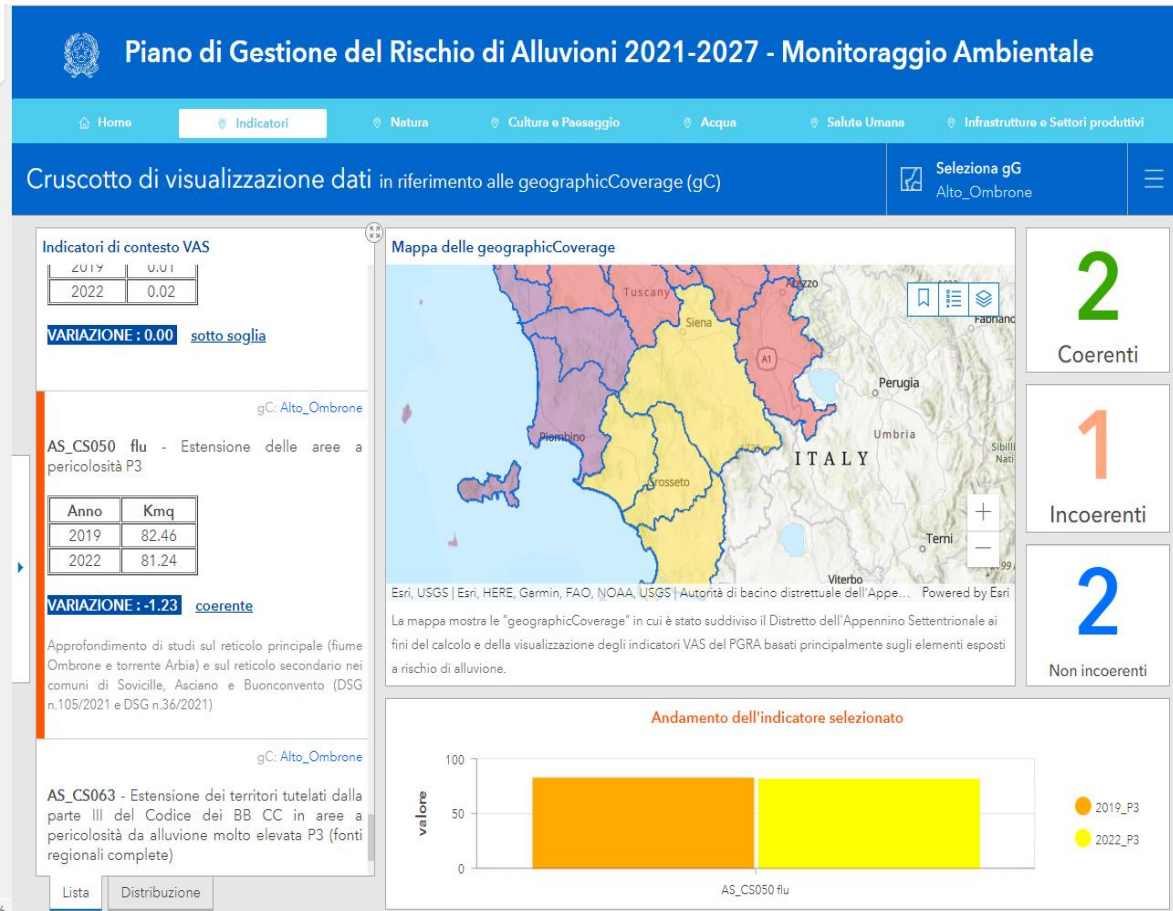 Piano di Gestione del Rischio di Alluvioni 2021-2027 - Monitoraggio Ambientale
Home Indicatori Natura Cultura e Paesaggio Acqua Salute Umana Infrastrutture e Settori produttivi
Cruscotto di visualizzazione dati in riferimento alle geographicCoverage (gC)
Seleziona gG
Alto_Ombrone
Indicatori di contesto VAS
2019 0.01
2022 0.02
VARIAZIONE : 0.00 sotto soglia
gC: Alto_Ombrone
AS_CS050 flu - Estensione delle aree a
pericolosità P3
Anno Kmq
2019 82.46
2022 81.24
VARIAZIONE : -1.23 coerente
Approfondimento di studi sul reticolo principale (fiume
Ombrone e torrente Arbia) e sul reticolo secondario nei
comuni di Sovicille, Asciano e Buonconvento (DSG
n.105/2021 e DSG n.36/2021)
gC: Alto_Ombrone
AS_CS063 - Estensione dei territori tutelati dalla
parte III del Codice dei BB CC in aree a
pericolosità da alluvione molto elevata P3 (fonti
regionali complete)
Lista Distribuzione
Mappa delle geographicCoverage
Tuscany
Arezzo
Siena
Fabriano
A1
Perugia
Piombino
Umbria
ITALY
Sibilli
Nati
Grosseto
Terni
Viterbo
Esri, USGS | Esri, HERE, Garmin, FAO, NOAA, USGS | Autorità di bacino distrettuale dell'Appe... Powered by Esri
La mappa mostra le "geographicCoverage" in cui è stato suddiviso il Distretto dell'Appennino Settentrionale ai
fini del calcolo e della visualizzazione degli indicatori VAS del PGRA basati principalmente sugli elementi esposti
a rischio di alluvione.
2
Coerenti
1
Incoerenti
2
Non incoerenti
Andamento dell'indicatore selezionato
valore
100
50
0
AS_CS050 flu
2019_P3
2022_P3